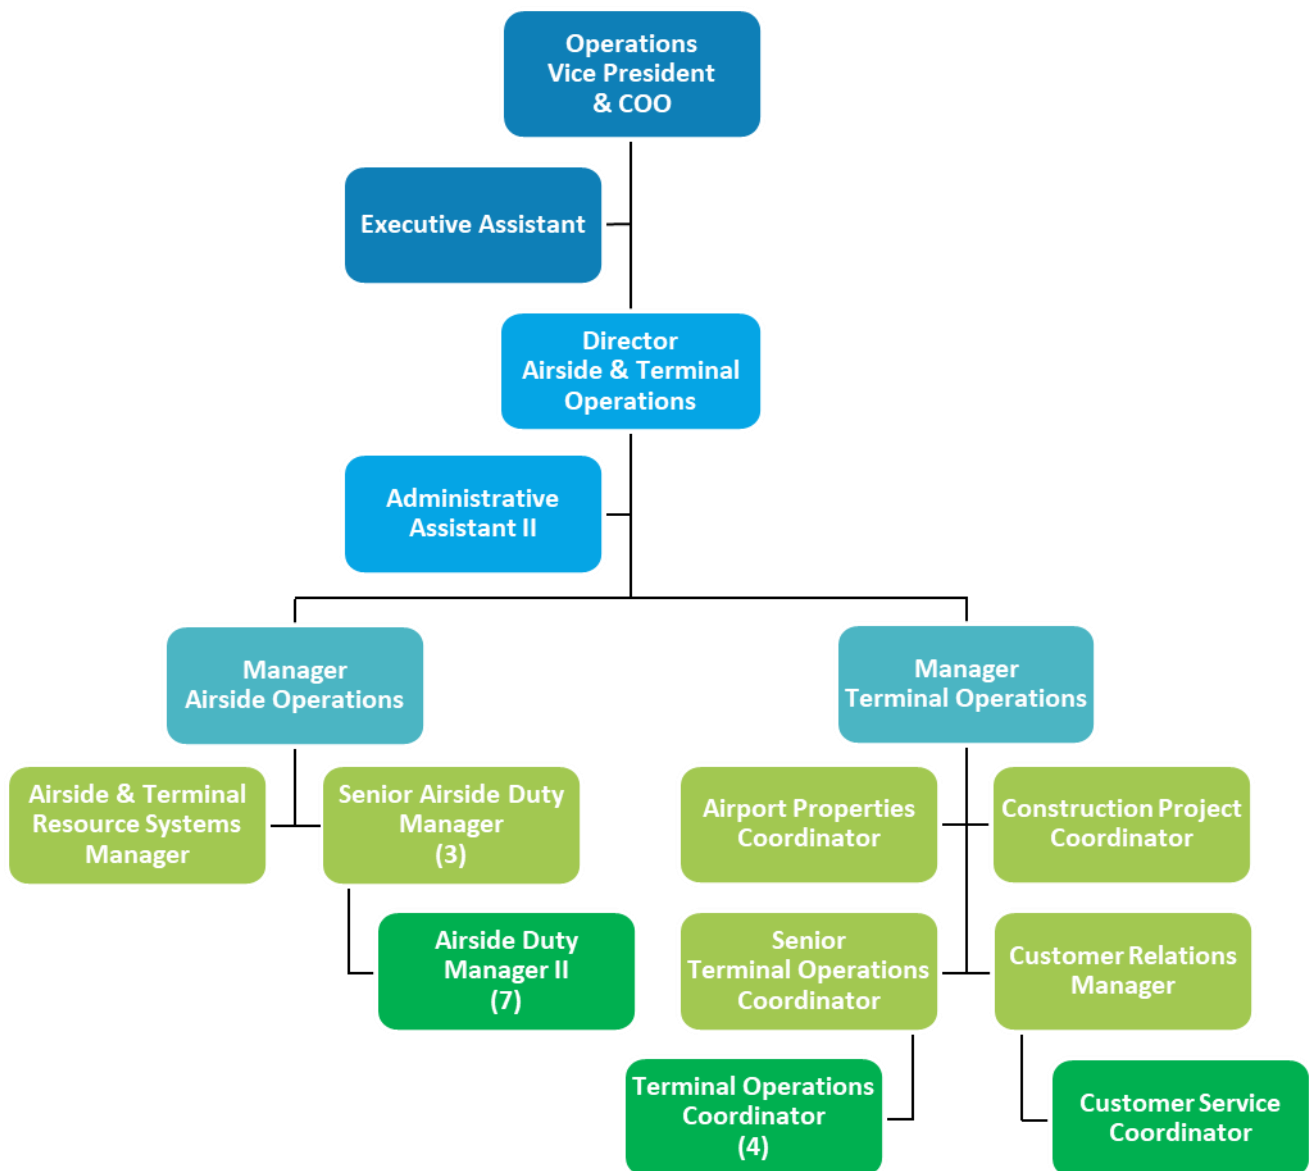 Operations
Vice President
& COO
Executive Assistant
Director
Airside & Terminal
Operations
Administrative
Assistant II
Manager
Airside Operations
Manager
Terminal Operations
Airside & Terminal
Resource Systems
Manager
Senior Airside Duty
Manager
(3)
Airport Properties
Coordinator
Construction Project
Coordinator
Airside Duty
Manager II
(7)
Senior
Terminal Operations
Coordinator
Customer Relations
Manager
Terminal Operations
Coordinator
(4)
Customer Service
Coordinator